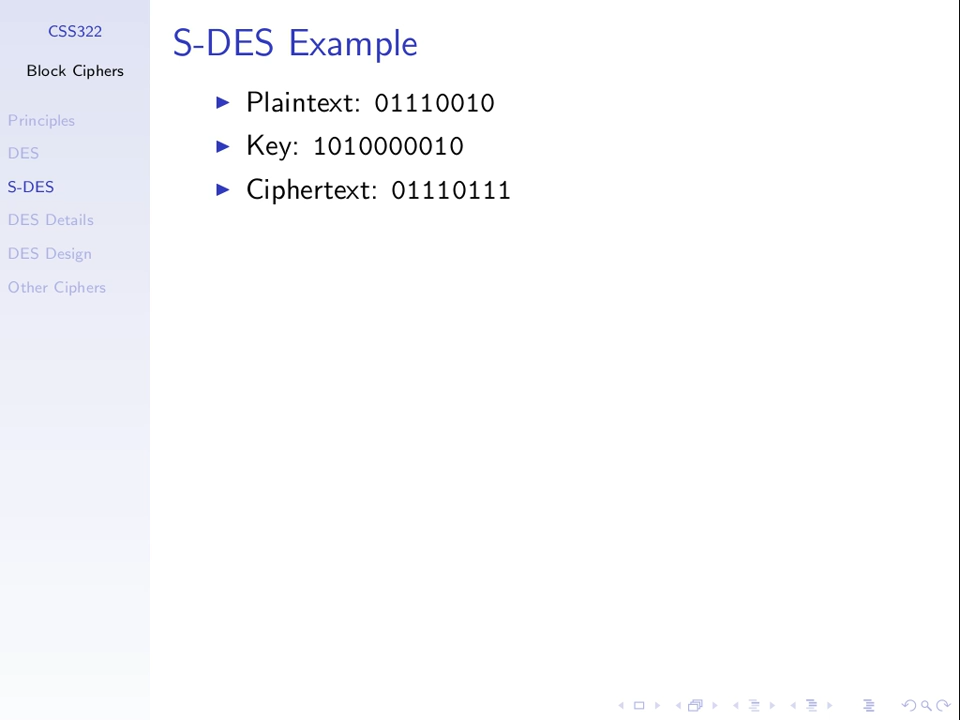 CSS322
Block Ciphers
Principles
DES
S-DES
DES Details
DES Design
Other Ciphers
S-DES Example
Plaintext: 01110010
Key: 1010000010
Ciphertext: 01110111